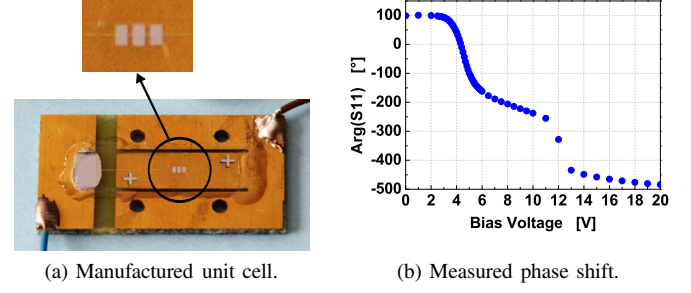 100
0
-100
-200
-300
-400
-500
Arg(S11) [°]
0 2 4 6 8 10 12 14 16 18 20
Bias Voltage [V]
(a) Manufactured unit cell.
(b) Measured phase shift.